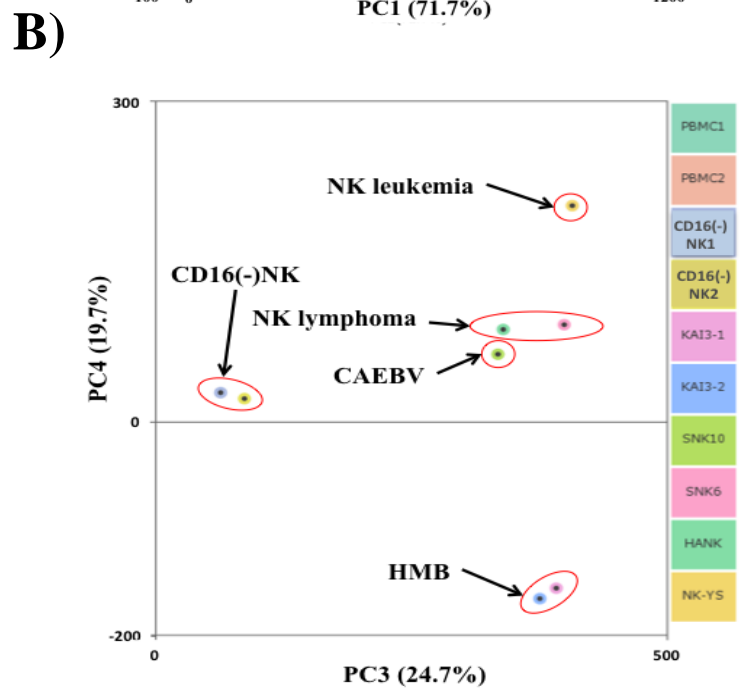 PC1 (71.7%)
B)
300
NK leukemia
CD16(-)NK
NK lymphoma
CAEBV
PC4 (19.7%)
0
HMB
-200
0
500
PC3 (24.7%)
PBMC1
PBMC2
CD16(-)
NK1
CD16(-)
NK2
KAI3-1
KAI3-2
SNK10
SNK6
HANK
NK-YS